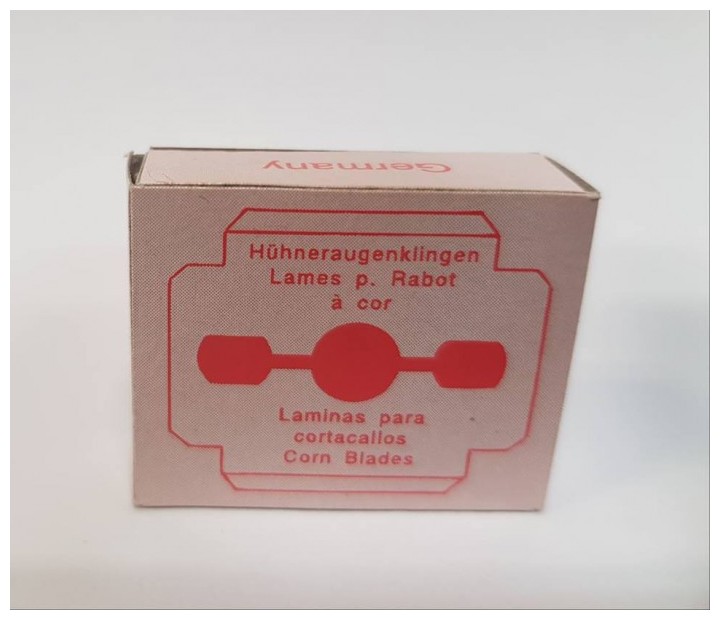 Germany
Hühneraugenklingen
Lames p. Rabot
à cor
Laminas para
cortacallos
Corn Blades